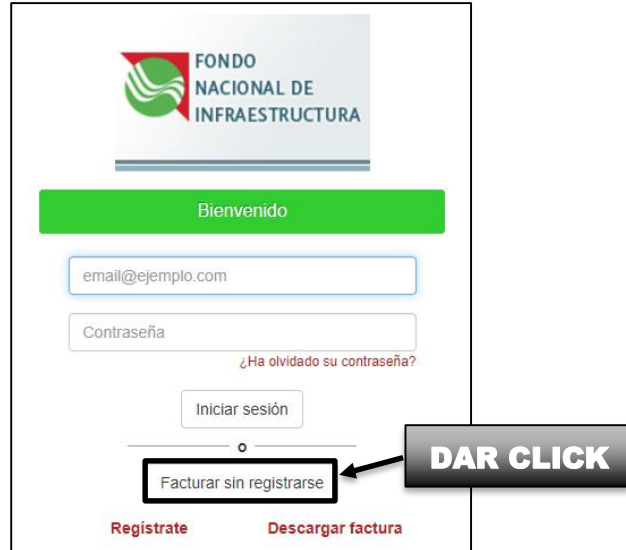 FONDO
NACIONAL DE
INFRAESTRUCTURA
Bienvenido
email@ejemplo.com
Contraseña
¿Ha olvidado su contraseña?
Iniciar sesión
o
Facturar sin registrarse
DAR CLICK
Regístrate
Descargar factura